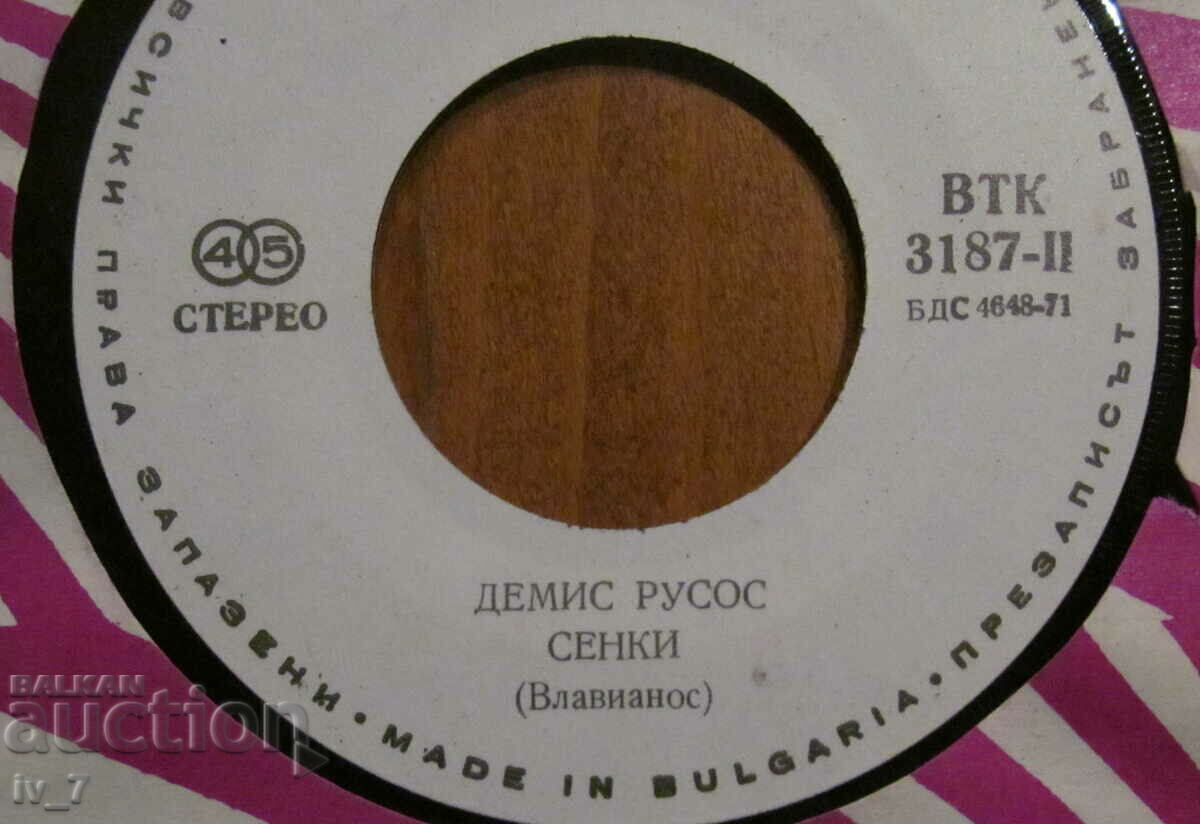 ВСИЧКИ ПРАВА ЗАПАЗЕНИ • MADE IN BULGARIA • ПРЕЗАПИСЪТ ЗАБРАНЕН
45
СТЕРЕО
ВТК
3187-II
БДС 4648-71
ДЕМИС РУСОС
СЕНКИ
(Влавианос)
BALKAN
auction
iv_7